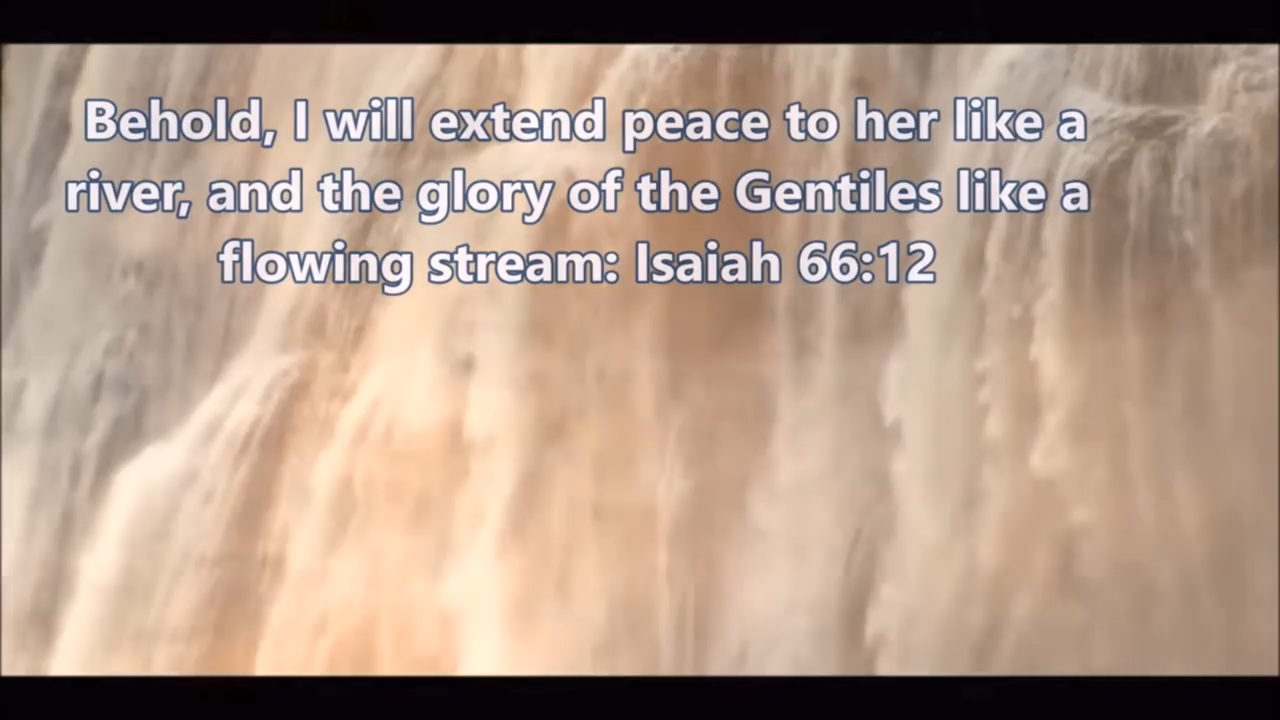 Behold, I will extend peace to her like a
river, and the glory of the Gentiles like a
flowing stream: Isaiah 66:12